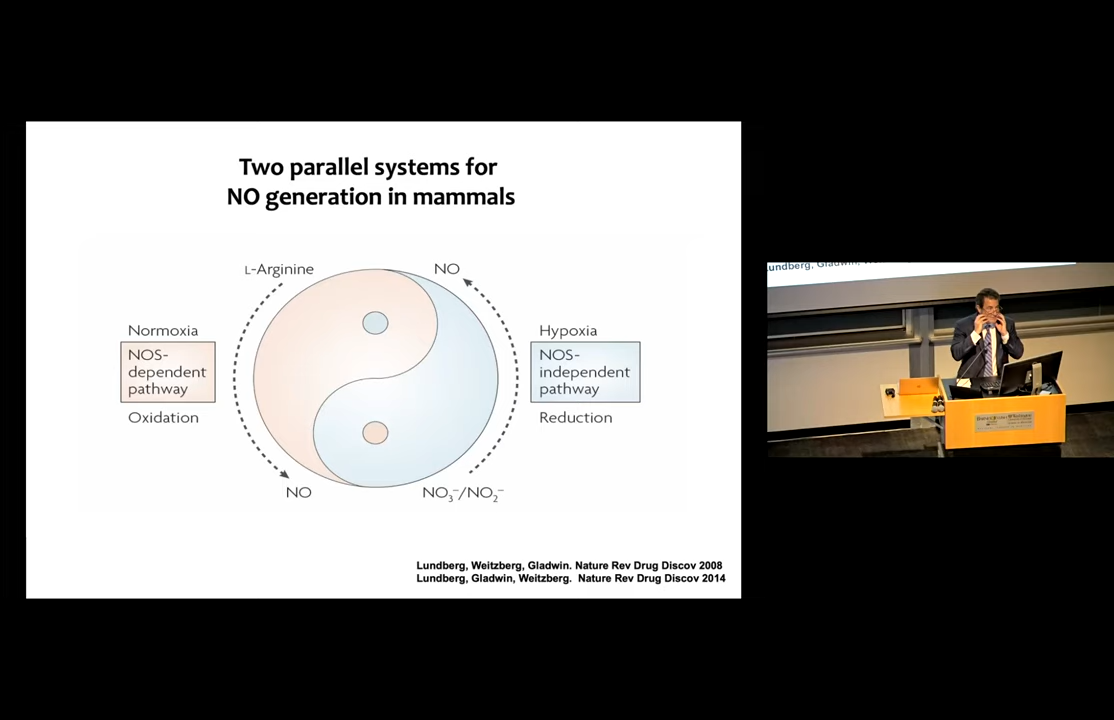 Two parallel systems for
NO generation in mammals
L-Arginine
NO
Normoxia
NOS-
dependent
pathway
Oxidation
Hypoxia
NOS-
independent
pathway
Reduction
NO
NO₃⁻/NO₂⁻
Lundberg, Weitzberg, Gladwin. Nature Rev Drug Discov 2008
Lundberg, Gladwin, Weitzberg. Nature Rev Drug Discov 2014